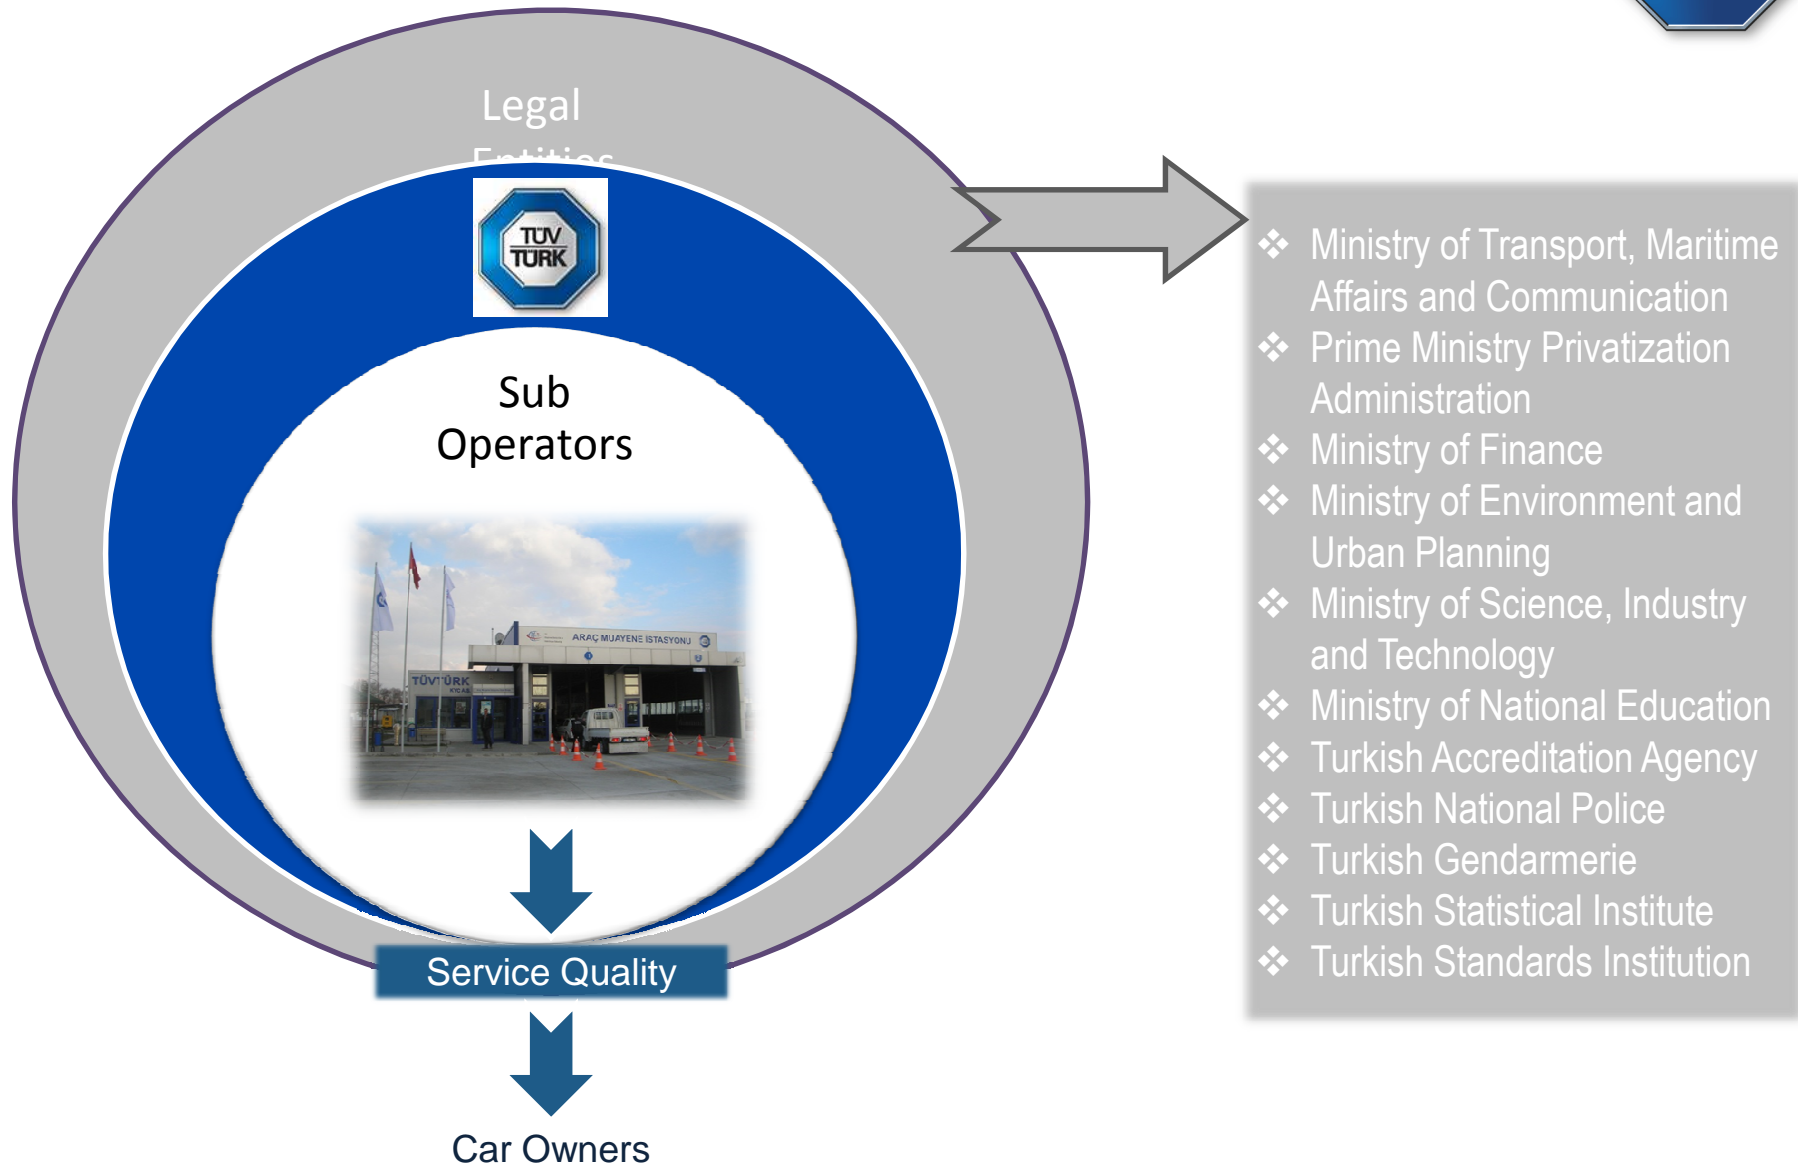 Legal
Entities
TÜV
TÜRK
Sub
Operators
ARAÇ MUAYENE İSTASYONU
TÜVTÜRK
Service Quality
Car Owners
❖ Ministry of Transport, Maritime
Affairs and Communication
❖ Prime Ministry Privatization
Administration
❖ Ministry of Finance
❖ Ministry of Environment and
Urban Planning
❖ Ministry of Science, Industry
and Technology
❖ Ministry of National Education
❖ Turkish Accreditation Agency
❖ Turkish National Police
❖ Turkish Gendarmerie
❖ Turkish Statistical Institute
❖ Turkish Standards Institution